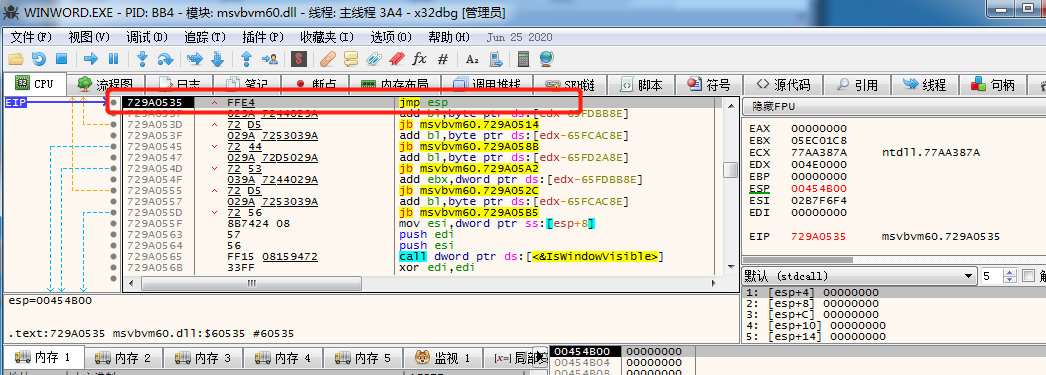 WINWORD.EXE - PID: BB4 - 模块: msvbvm60.dll - 线程: 主线程 3A4 - x32dbg [管理员]
文件(F) 视图(V) 调试(D) 追踪(T) 插件(P) 收藏夹(I) 选项(O) 帮助(H) Jun 25 2020
CPU 流程图 日志 笔记 断点 内存布局 调用堆栈 SEH链 脚本 符号 源代码 引用 线程 句柄
EIP 729A0535 FFE4 jmp esp
029A 7244029A add bl,byte ptr ds:[edx-65FDBB8E]
729A053D 72 D5 jb msvbvm60.729A0514
729A053F 029A 7253039A add bl,byte ptr ds:[edx-65FCAC8E]
729A0545 72 44 jb msvbvm60.729A058B
729A0547 029A 72D5029A add bl,byte ptr ds:[edx-65FD2A8E]
729A054D 72 53 jb msvbvm60.729A05A2
729A054F 039A 7244029A add ebx,dword ptr ds:[edx-65FDBB8E]
729A0555 72 D5 jb msvbvm60.729A052C
729A0557 029A 7253039A add bl,byte ptr ds:[edx-65FCAC8E]
729A055D 72 56 jb msvbvm60.729A05B5
729A055F 8B7424 08 mov esi,dword ptr ss:[esp+8]
729A0563 57 push edi
729A0564 56 push esi
729A0565 FF15 08159472 call dword ptr ds:[<&IsWindowVisible>]
729A056B 33FF xor edi,edi
隐藏FPU
EAX 00000000
EBX 05EC01C8
ECX 77AA387A ntdll.77AA387A
EDX 004E0000
EBP 00000000
ESP 00454B00
ESI 02B7F6F4
EDI 00000000
EIP 729A0535 msvbvm60.729A0535
默认 (stdcall) 5 解
1: [esp+4] 00000000
2: [esp+8] 00000000
3: [esp+C] 00000000
4: [esp+10] 00000000
5: [esp+14] 00000000
esp=00454B00
.text:729A0535 msvbvm60.dll:$60535 #60535
内存 1 内存 2 内存 3 内存 4 内存 5 监视 1 [x=] 局部变
00454B00 00000000
00454B04 00000000
00454B08 00000000